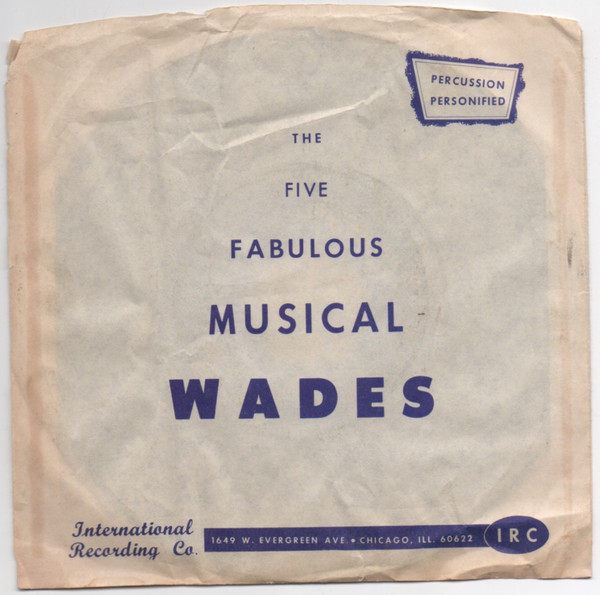 PERCUSSION
PERSONIFIED
THE
FIVE
FABULOUS
MUSICAL
WADES
International
Recording Co.
1649 W. EVERGREEN AVE. • CHICAGO, ILL. 60622
IRC